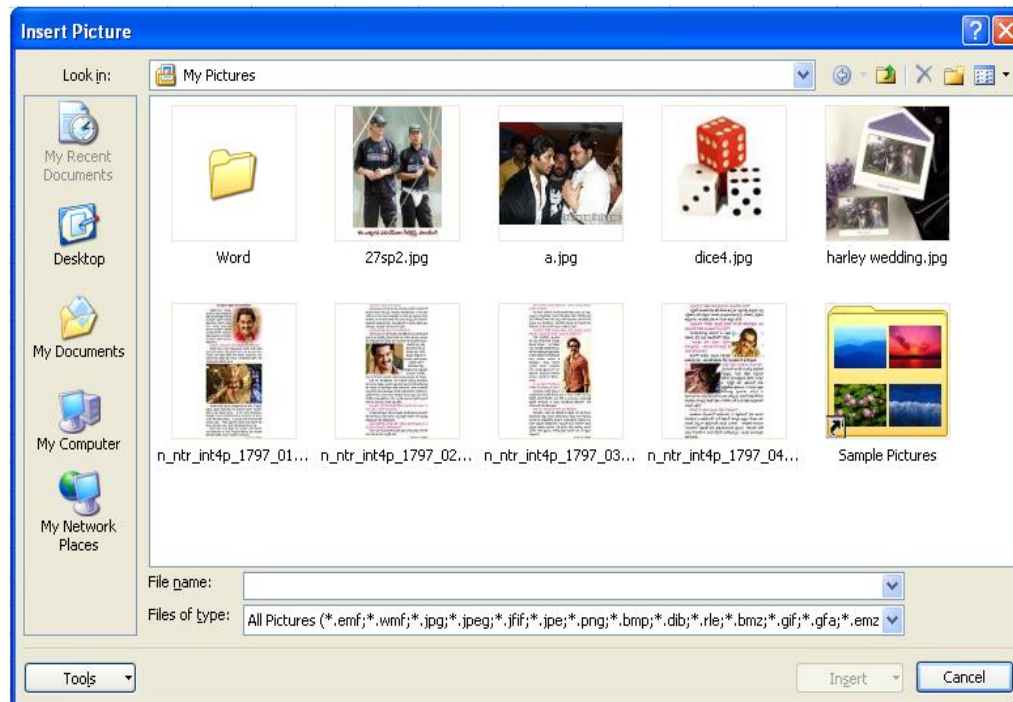 Insert Picture
Look in:
My Pictures
My Recent
Documents
Desktop
My Documents
My Computer
My Network
Places
Word
27sp2.jpg
a.jpg
dice4.jpg
harley wedding.jpg
n_ntr_int4p_1797_01...
n_ntr_int4p_1797_02...
n_ntr_int4p_1797_03...
n_ntr_int4p_1797_04...
Sample Pictures
File name:
Files of type:
All Pictures (*.emf;*.wmf;*.jpg;*.jpeg;*.jfif;*.jpe;*.png;*.bmp;*.dib;*.rle;*.bmz;*.gif;*.gfa;*.emz
Tools
Insert
Cancel